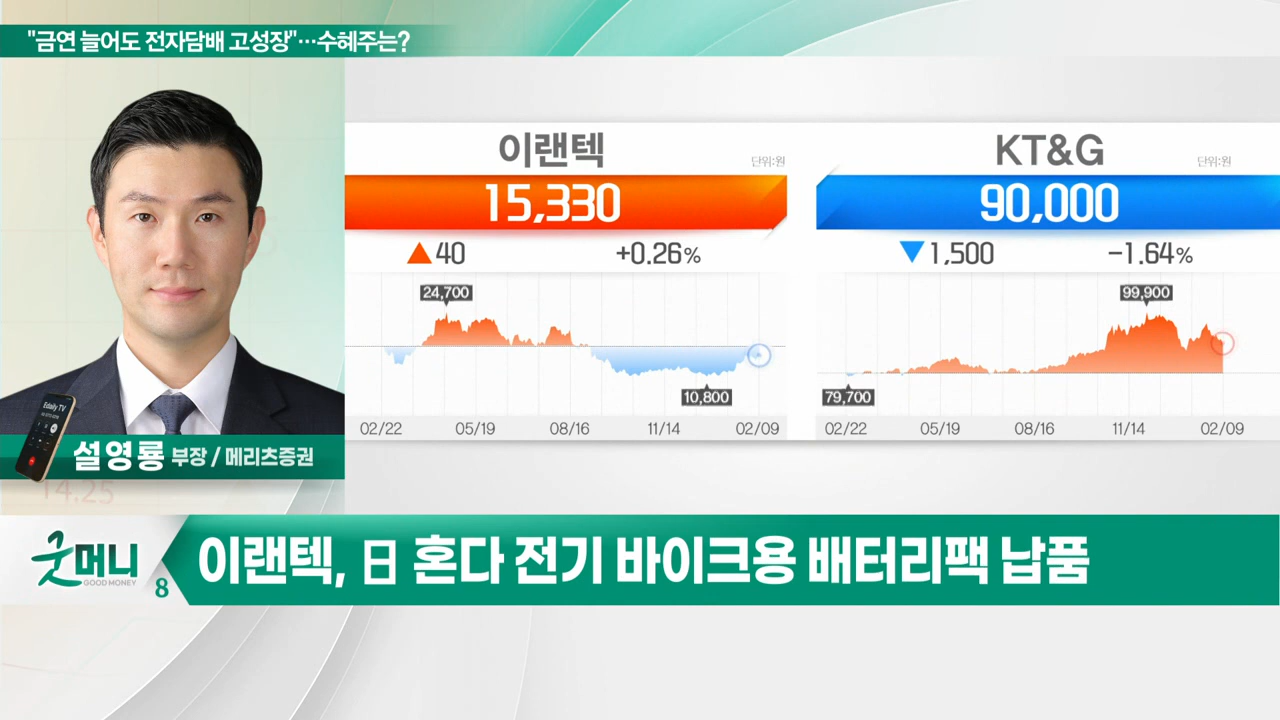 "금연 늘어도 전자담배 고성장"…수혜주는?
이랜텍
단위:원
15,330
▲40 +0.26%
24,700
10,800
02/22 05/19 08/16 11/14 02/09
KT&G
단위:원
90,000
▼1,500 -1.64%
99,900
79,700
02/22 05/19 08/16 11/14 02/09
Edaily TV
설영룡 부장 / 메리츠증권
14.25
굿머니
GOOD MONEY
8
이랜텍, 日 혼다 전기 바이크용 배터리팩 납품